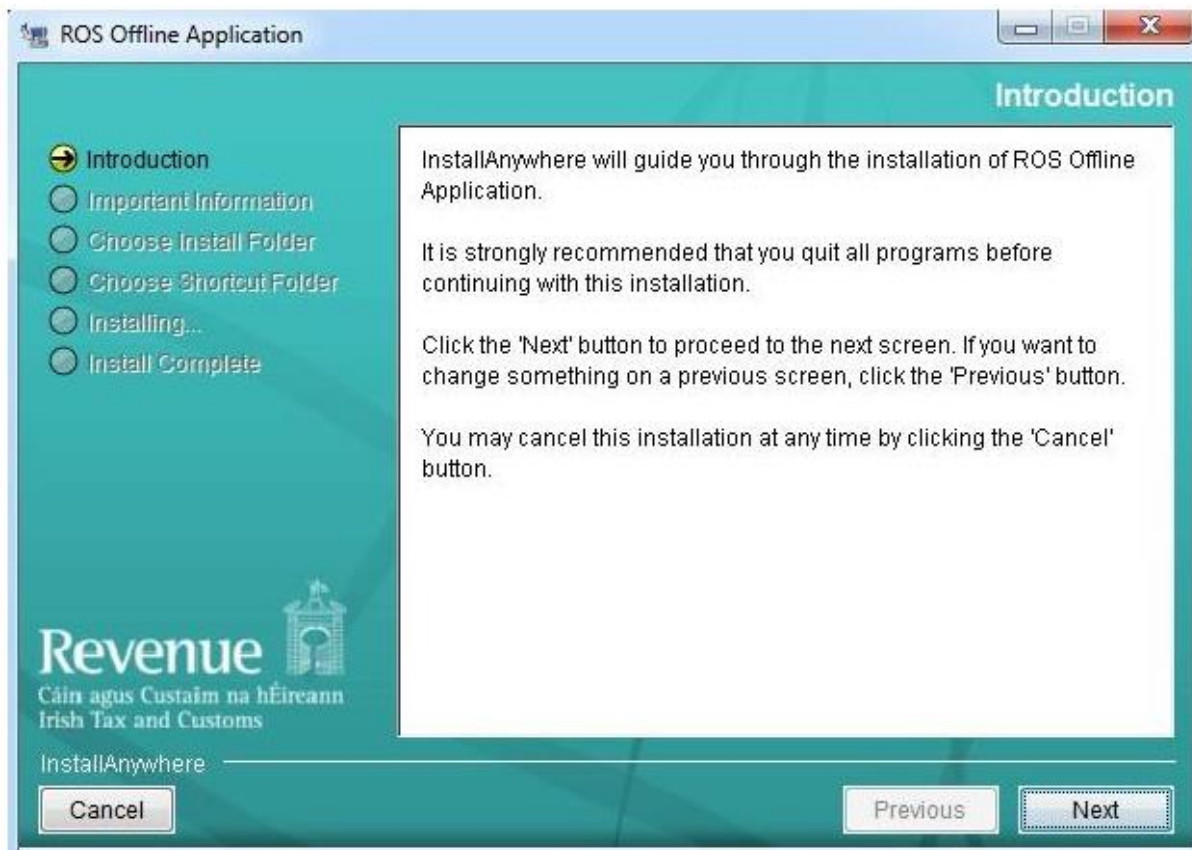 ROS Offline Application
Introduction
Introduction
Important Information
Choose Install Folder
Choose Shortcut Folder
Installing...
Install Complete
InstallAnywhere will guide you through the installation of ROS Offline
Application.
It is strongly recommended that you quit all programs before
continuing with this installation.
Click the 'Next' button to proceed to the next screen. If you want to
change something on a previous screen, click the 'Previous' button.
You may cancel this installation at any time by clicking the 'Cancel'
button.
Revenue
Cáin agus Custaim na hÉireann
Irish Tax and Customs
InstallAnywhere
Cancel
Previous
Next